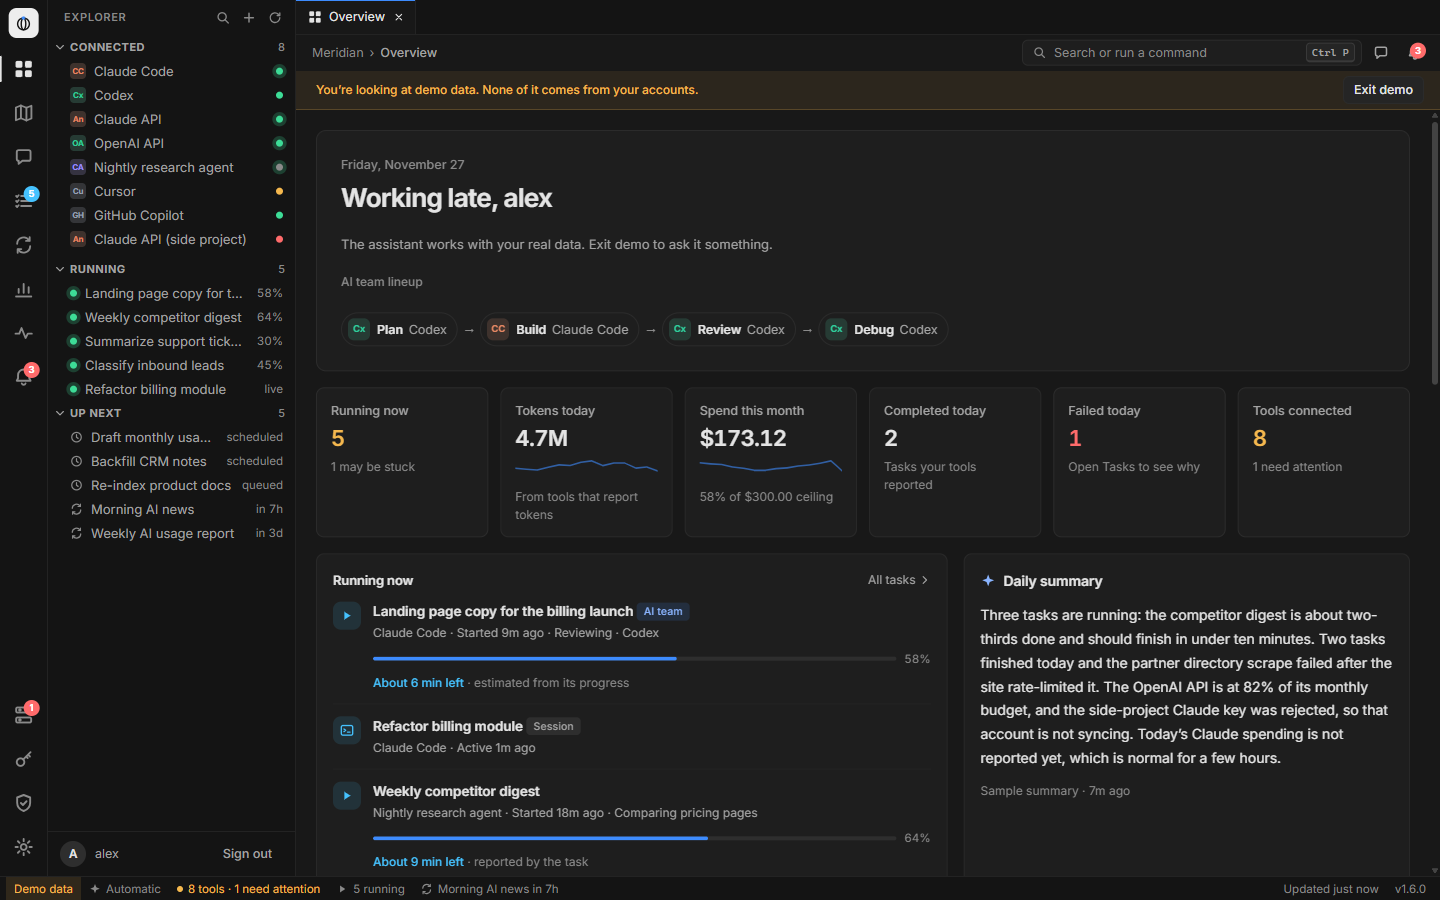 EXPLORER
CONNECTED 8
CC Claude Code
Cx Codex
An Claude API
OA OpenAI API
CA Nightly research agent
Cu Cursor
GH GitHub Copilot
An Claude API (side project)
RUNNING 5
Landing page copy for t... 58%
Weekly competitor digest 64%
Summarize support tick... 30%
Classify inbound leads 45%
Refactor billing module live
UP NEXT 5
Draft monthly usa... scheduled
Backfill CRM notes scheduled
Re-index product docs queued
Morning AI news in 7h
Weekly AI usage report in 3d
5
3
1
A alex Sign out
Overview ×
Meridian › Overview
Search or run a command Ctrl P
3
You're looking at demo data. None of it comes from your accounts. Exit demo
Friday, November 27
Working late, alex
The assistant works with your real data. Exit demo to ask it something.
AI team lineup
Cx Plan Codex → CC Build Claude Code → Cx Review Codex → Cx Debug Codex
Running now
5
1 may be stuck
Tokens today
4.7M
From tools that report
tokens
Spend this month
$173.12
58% of $300.00 ceiling
Completed today
2
Tasks your tools
reported
Failed today
1
Open Tasks to see why
Tools connected
8
1 need attention
Running now All tasks ›
Landing page copy for the billing launch AI team
Claude Code · Started 9m ago · Reviewing · Codex
58%
About 6 min left · estimated from its progress
Refactor billing module Session
Claude Code · Active 1m ago
Weekly competitor digest
Nightly research agent · Started 18m ago · Comparing pricing pages
64%
About 9 min left · reported by the task
Daily summary
Three tasks are running: the competitor digest is about two-
thirds done and should finish in under ten minutes. Two tasks
finished today and the partner directory scrape failed after the
site rate-limited it. The OpenAI API is at 82% of its monthly
budget, and the side-project Claude key was rejected, so that
account is not syncing. Today's Claude spending is not
reported yet, which is normal for a few hours.
Sample summary · 7m ago
Demo data Automatic 8 tools · 1 need attention 5 running Morning AI news in 7h Updated just now v1.6.0